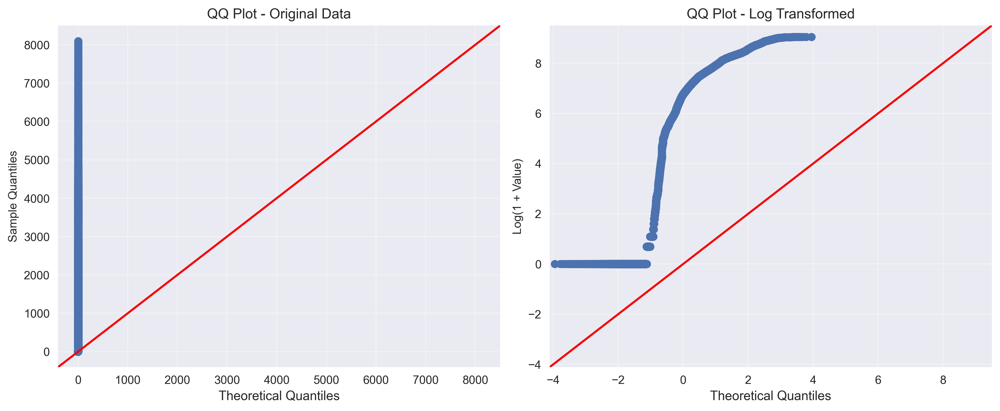 QQ Plot - Original Data
8000
7000
6000
5000
4000
3000
2000
1000
0
Sample Quantiles
0 1000 2000 3000 4000 5000 6000 7000 8000
Theoretical Quantiles
QQ Plot - Log Transformed
8
6
4
2
0
−2
−4
Log(1 + Value)
−4 −2 0 2 4 6 8
Theoretical Quantiles